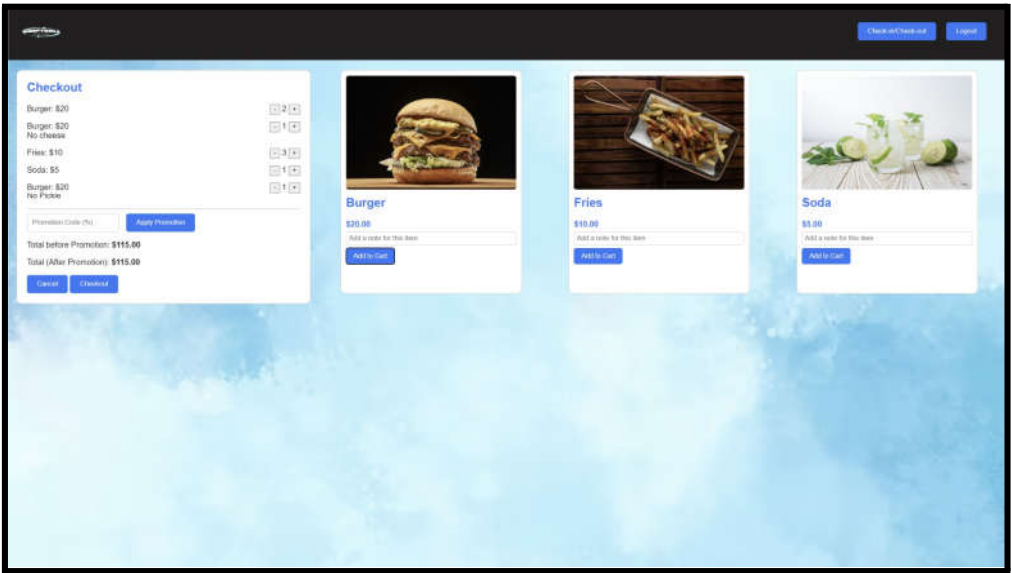 Check-in/Check-out
Logout
Checkout
Burger: $20
- 2 +
Burger: $20
- 1 +
No cheese
Fries: $10
- 3 +
Soda: $5
- 1 +
Burger: $20
- 1 +
No Pickle
Promotion Code (%)
Apply Promotion
Total before Promotion: $115.00
Total (After Promotion): $115.00
Cancel
Checkout
Burger
$20.00
Add a note for this item
Add to Cart
Fries
$10.00
Add a note for this item
Add to Cart
Soda
$5.00
Add a note for this item
Add to Cart